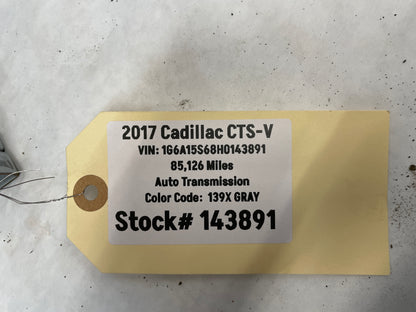 2017 Cadillac CTS-V
VIN: 1G6A15S68H0143891
85,126 Miles
Auto Transmission
Color Code: 139X GRAY
Stock# 143891